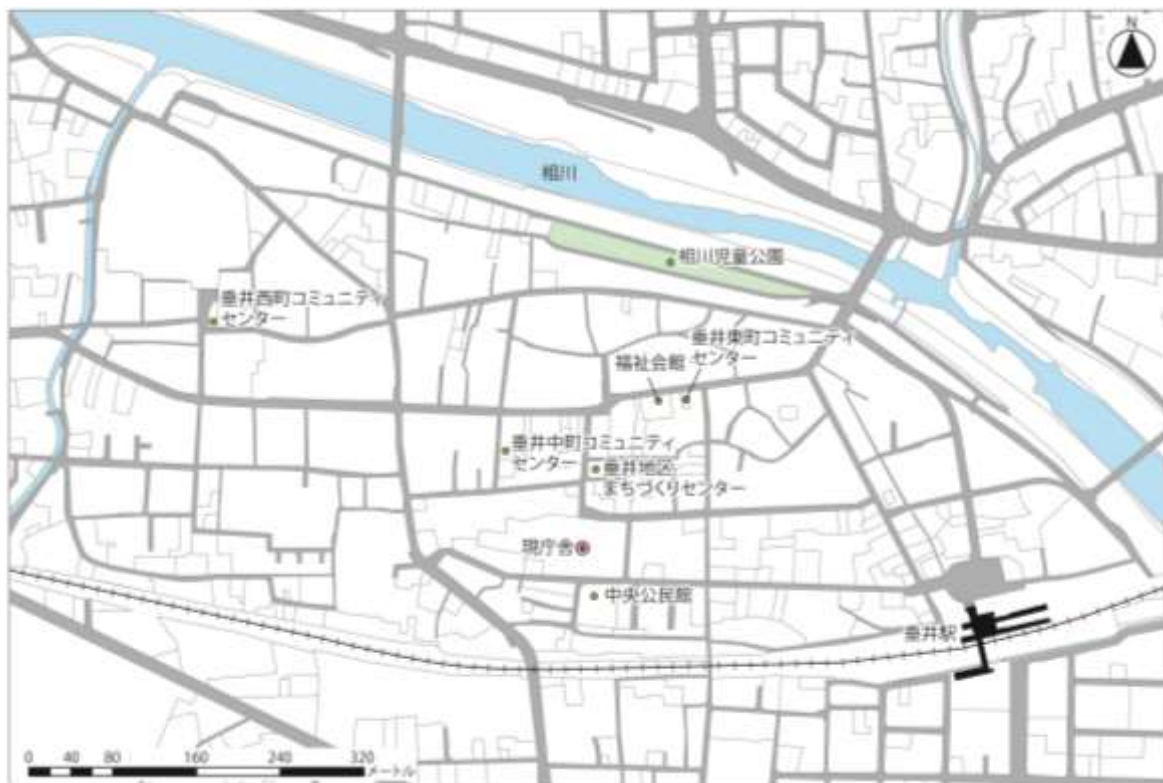 N
相川
相川児童公園
垂井西町コミュニティ
センター
垂井東町コミュニティ
センター
福祉会館
垂井中町コミュニティ
センター
垂井地区
まちづくりセンター
現庁舎
中央公民館
垂井駅
0 40 80 160 240 320
メートル